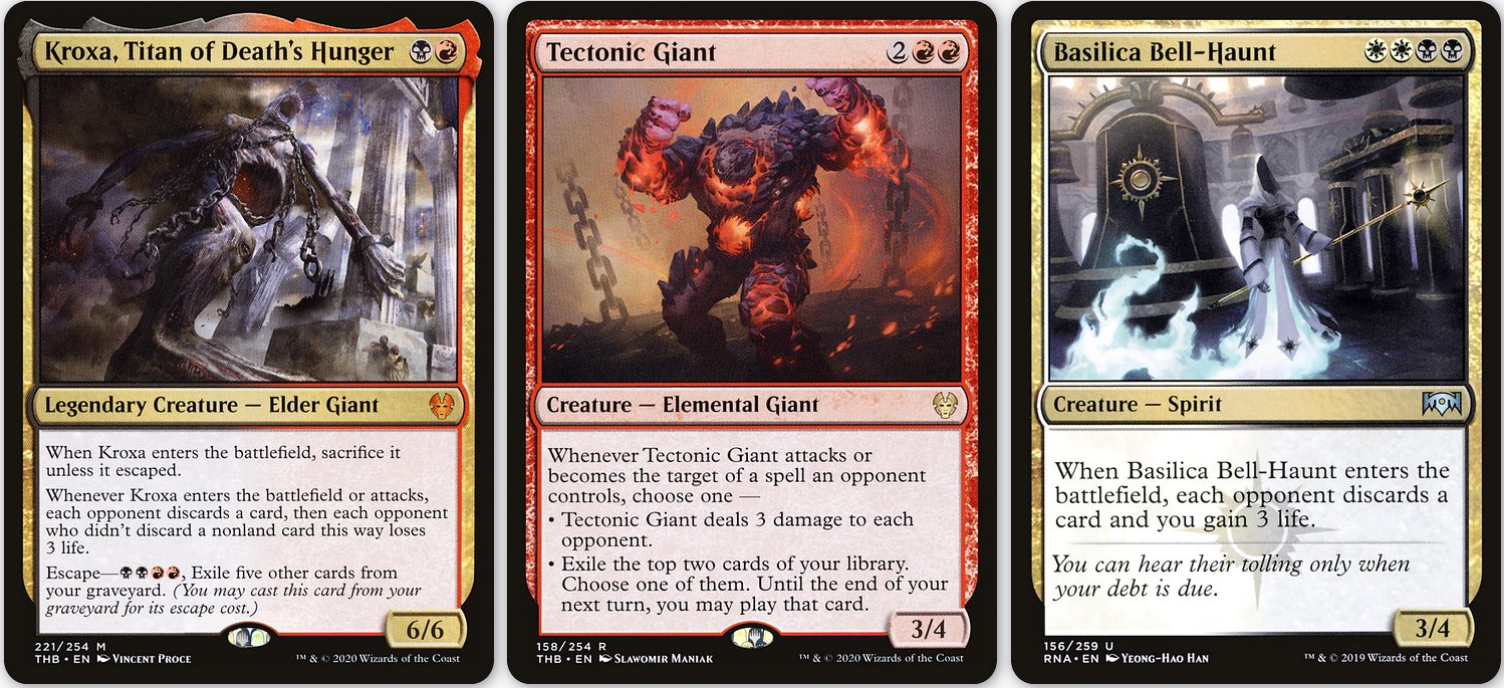 Kroxa, Titan of Death's Hunger
Legendary Creature — Elder Giant
When Kroxa enters the battlefield, sacrifice it
unless it escaped.
Whenever Kroxa enters the battlefield or attacks,
each opponent discards a card, then each opponent
who didn't discard a nonland card this way loses
3 life.
Escape—, Exile five other cards from
your graveyard. (You may cast this card from your
graveyard for its escape cost.)
6/6
221/254 M
THB • EN Vincent Proce
™ & © 2020 Wizards of the Coast
Tectonic Giant 2
Creature — Elemental Giant
Whenever Tectonic Giant attacks or
becomes the target of a spell an opponent
controls, choose one —
• Tectonic Giant deals 3 damage to each
opponent.
• Exile the top two cards of your library.
Choose one of them. Until the end of your
next turn, you may play that card.
3/4
158/254 R
THB • EN Slawomir Maniak
™ & © 2020 Wizards of the Coast
Basilica Bell-Haunt
Creature — Spirit
When Basilica Bell-Haunt enters the
battlefield, each opponent discards a
card and you gain 3 life.
You can hear their tolling only when
your debt is due.
3/4
156/259 U
RNA • EN Yeong-Hao Han
™ & © 2019 Wizards of the Coast